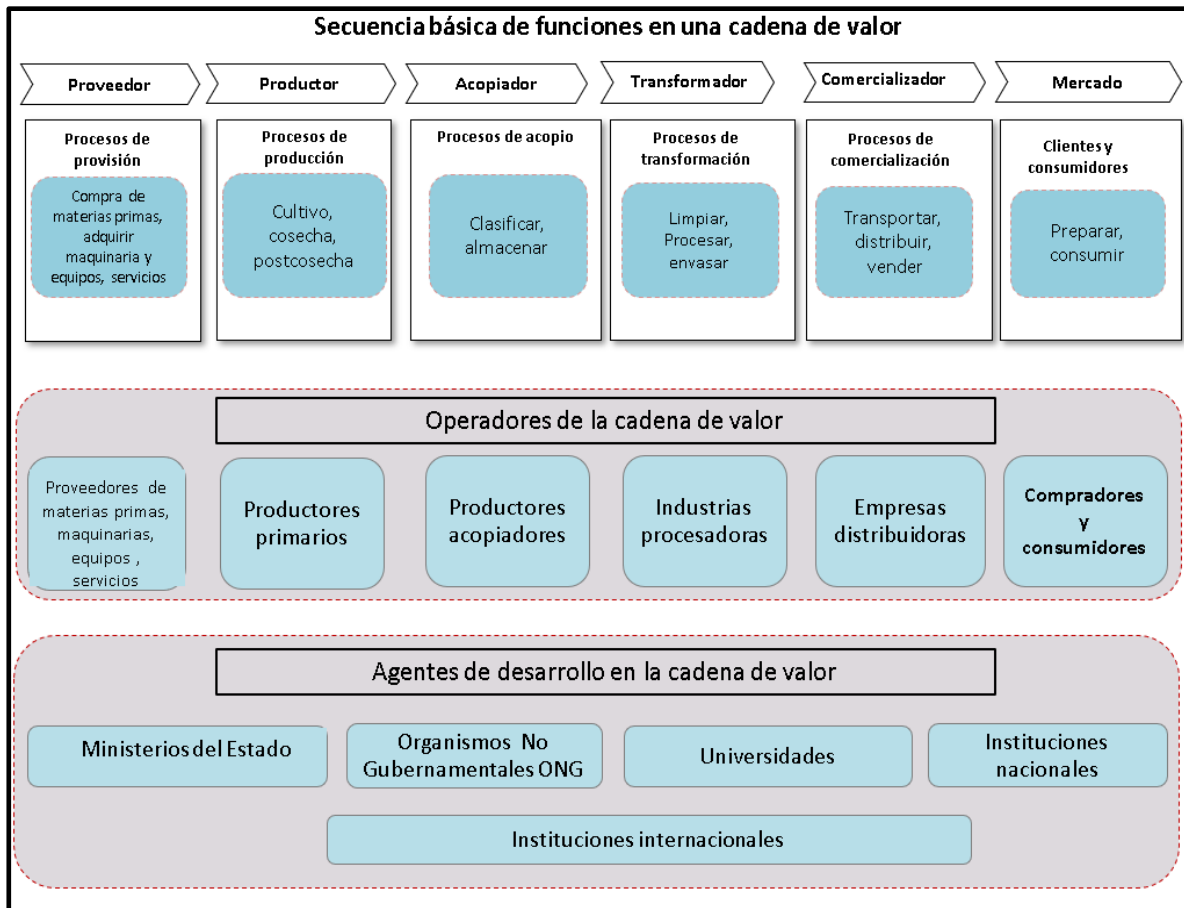 Secuencia básica de funciones en una cadena de valor
Proveedor
Productor
Acopiador
Transformador
Comercializador
Mercado
Procesos de
provisión
Compra de
materias primas,
adquirir
maquinaria y
equipos, servicios
Procesos de
producción
Cultivo,
cosecha,
postcosecha
Procesos de acopio
Clasificar,
almacenar
Procesos de
transformación
Limpiar,
Procesar,
envasar
Procesos de
comercialización
Transportar,
distribuir,
vender
Clientes y
consumidores
Preparar,
consumir
Operadores de la cadena de valor
Proveedores de
materias primas,
maquinarias,
equipos ,
servicios
Productores
primarios
Productores
acopiadores
Industrias
procesadoras
Empresas
distribuidoras
Compradores
y
consumidores
Agentes de desarrollo en la cadena de valor
Ministerios del Estado
Organismos No
Gubernamentales ONG
Universidades
Instituciones
nacionales
Instituciones internacionales